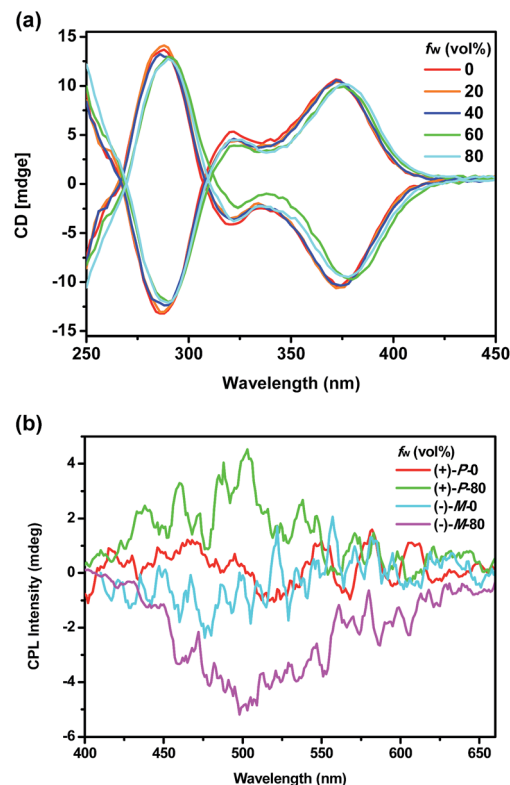 (a)
15
10
5
0
-5
-10
-15
CD [mdge]
fw (vol%)
0
20
40
60
80
250 300 350 400 450
Wavelength (nm)
(b)
4
2
0
-2
-4
-6
CPL Intensity (mdeg)
fw (vol%)
(+)-P-0
(+)-P-80
(-)-M-0
(-)-M-80
400 450 500 550 600 650
Wavelength (nm)